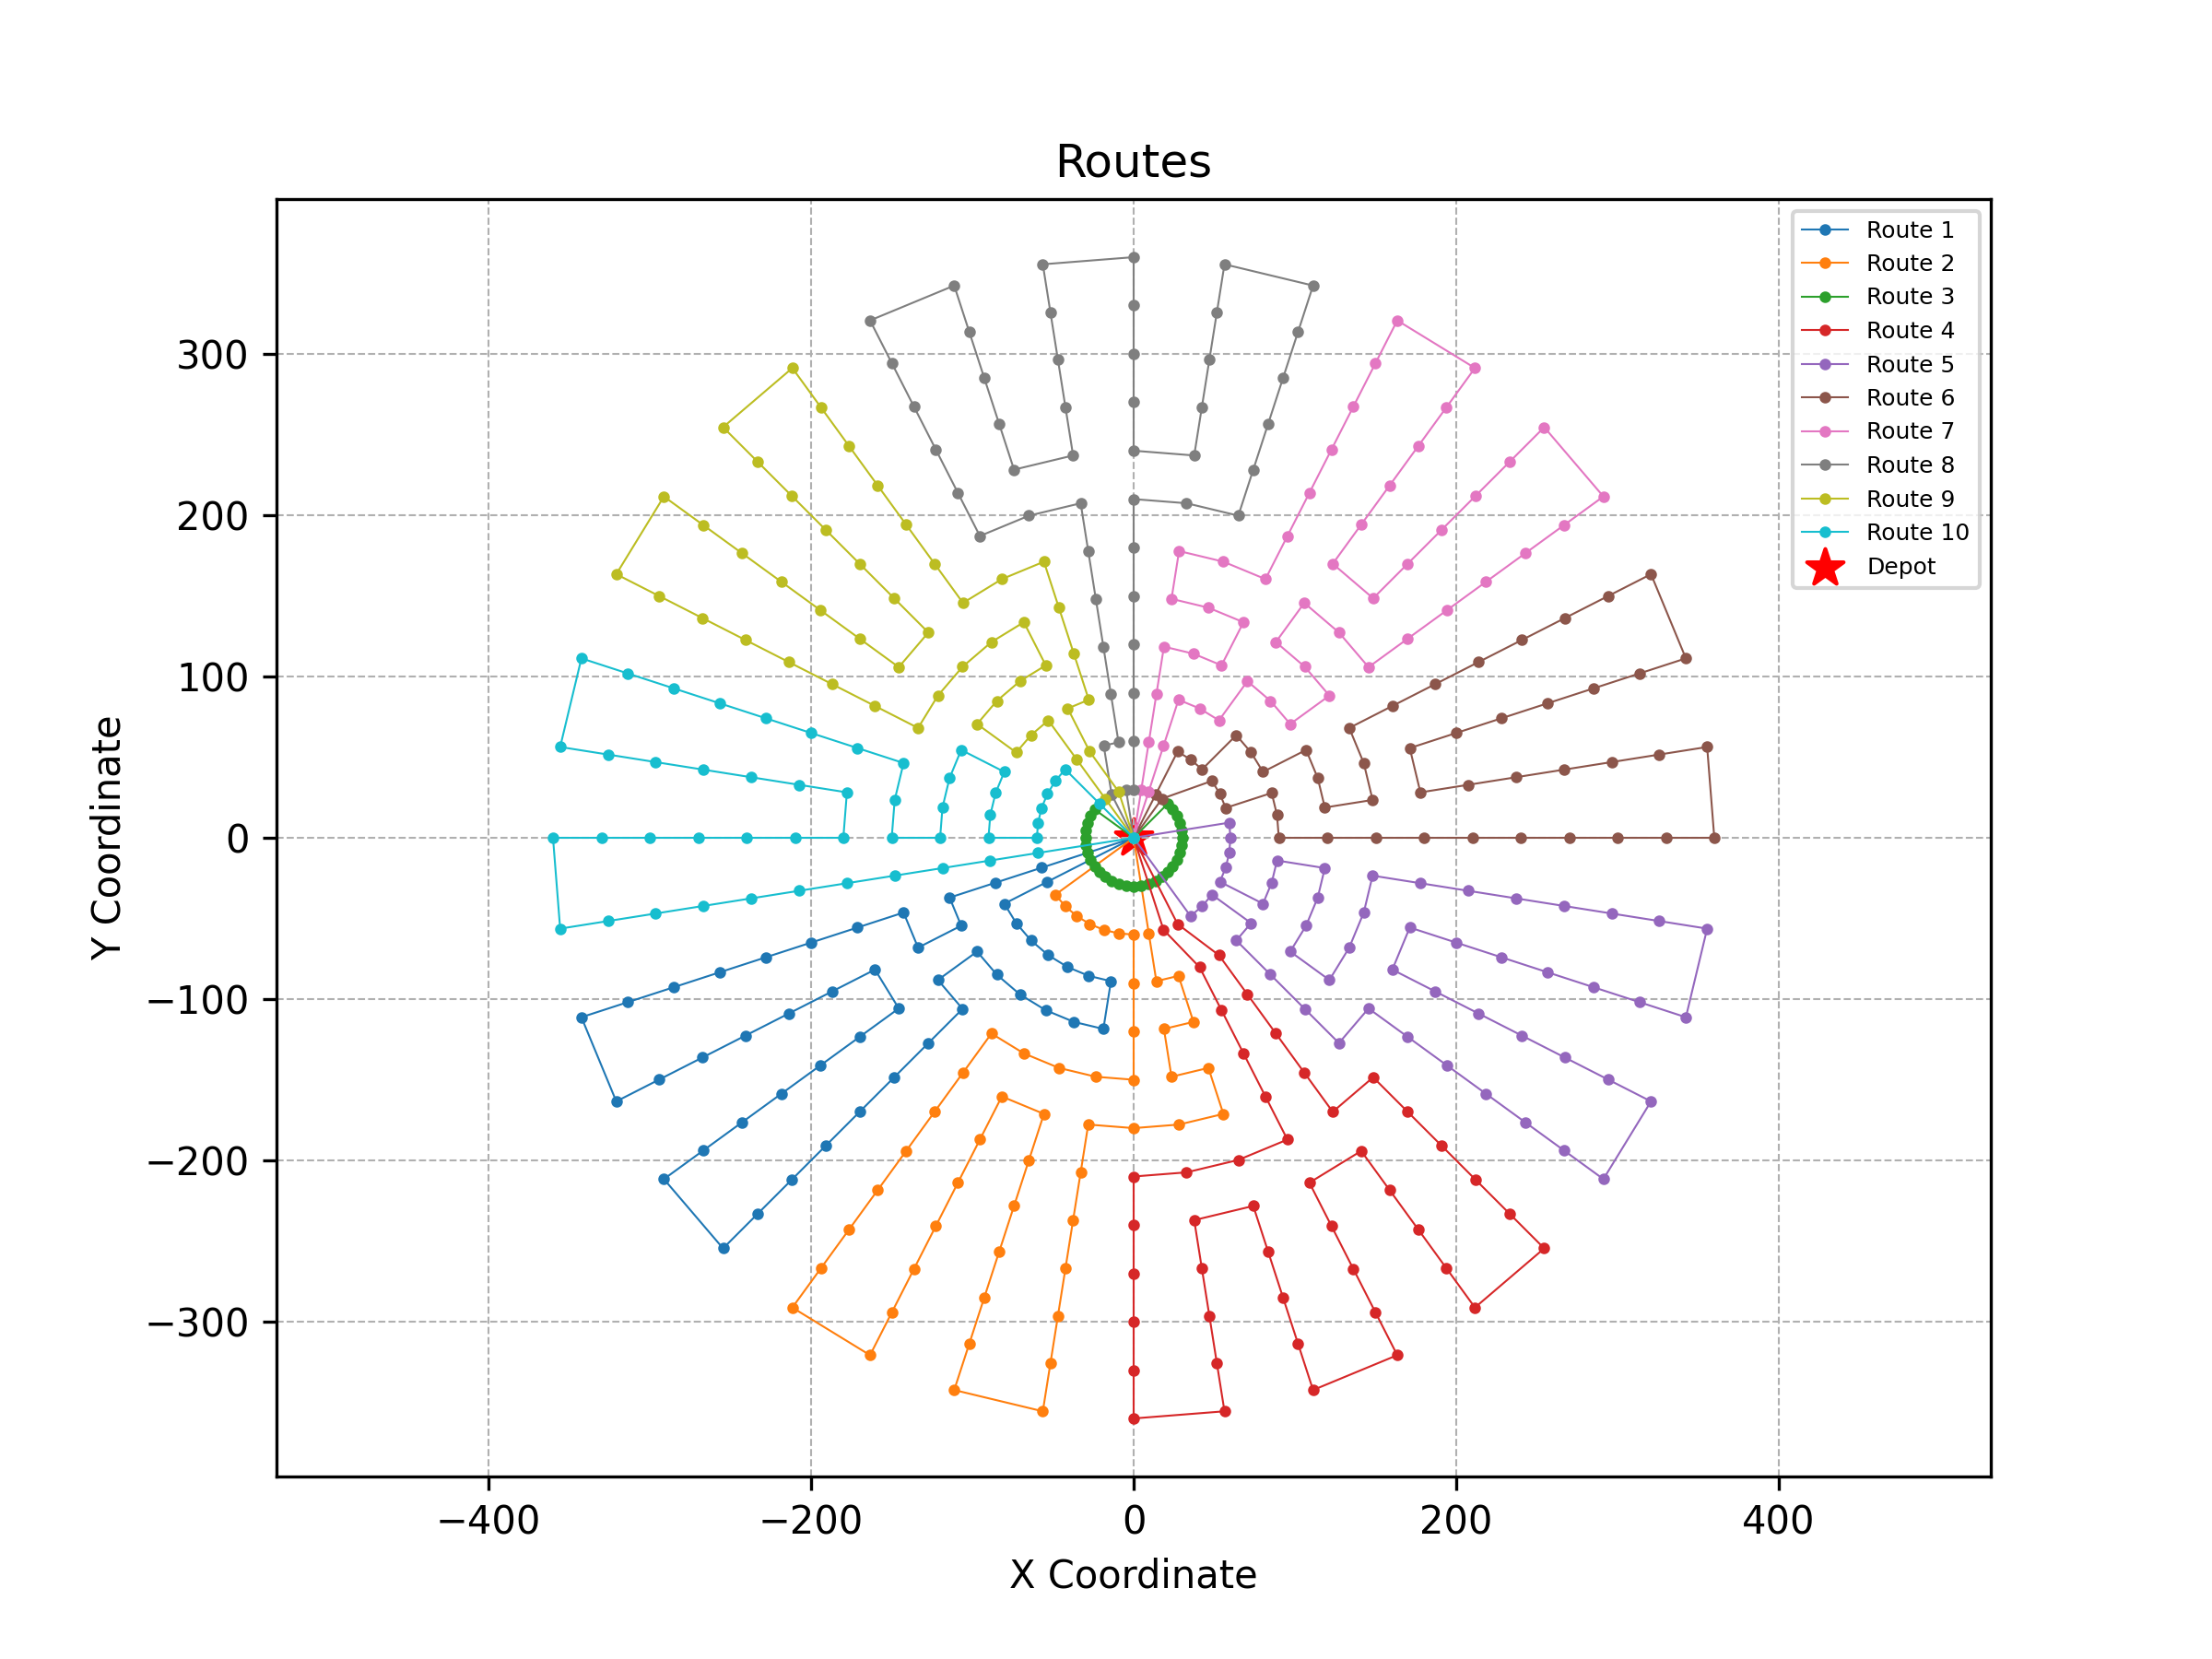 Routes
Route 1
Route 2
Route 3
Route 4
Route 5
Route 6
Route 7
Route 8
Route 9
Route 10
Depot
Y Coordinate
300
200
100
0
−100
−200
−300
−400
−200
0
200
400
X Coordinate